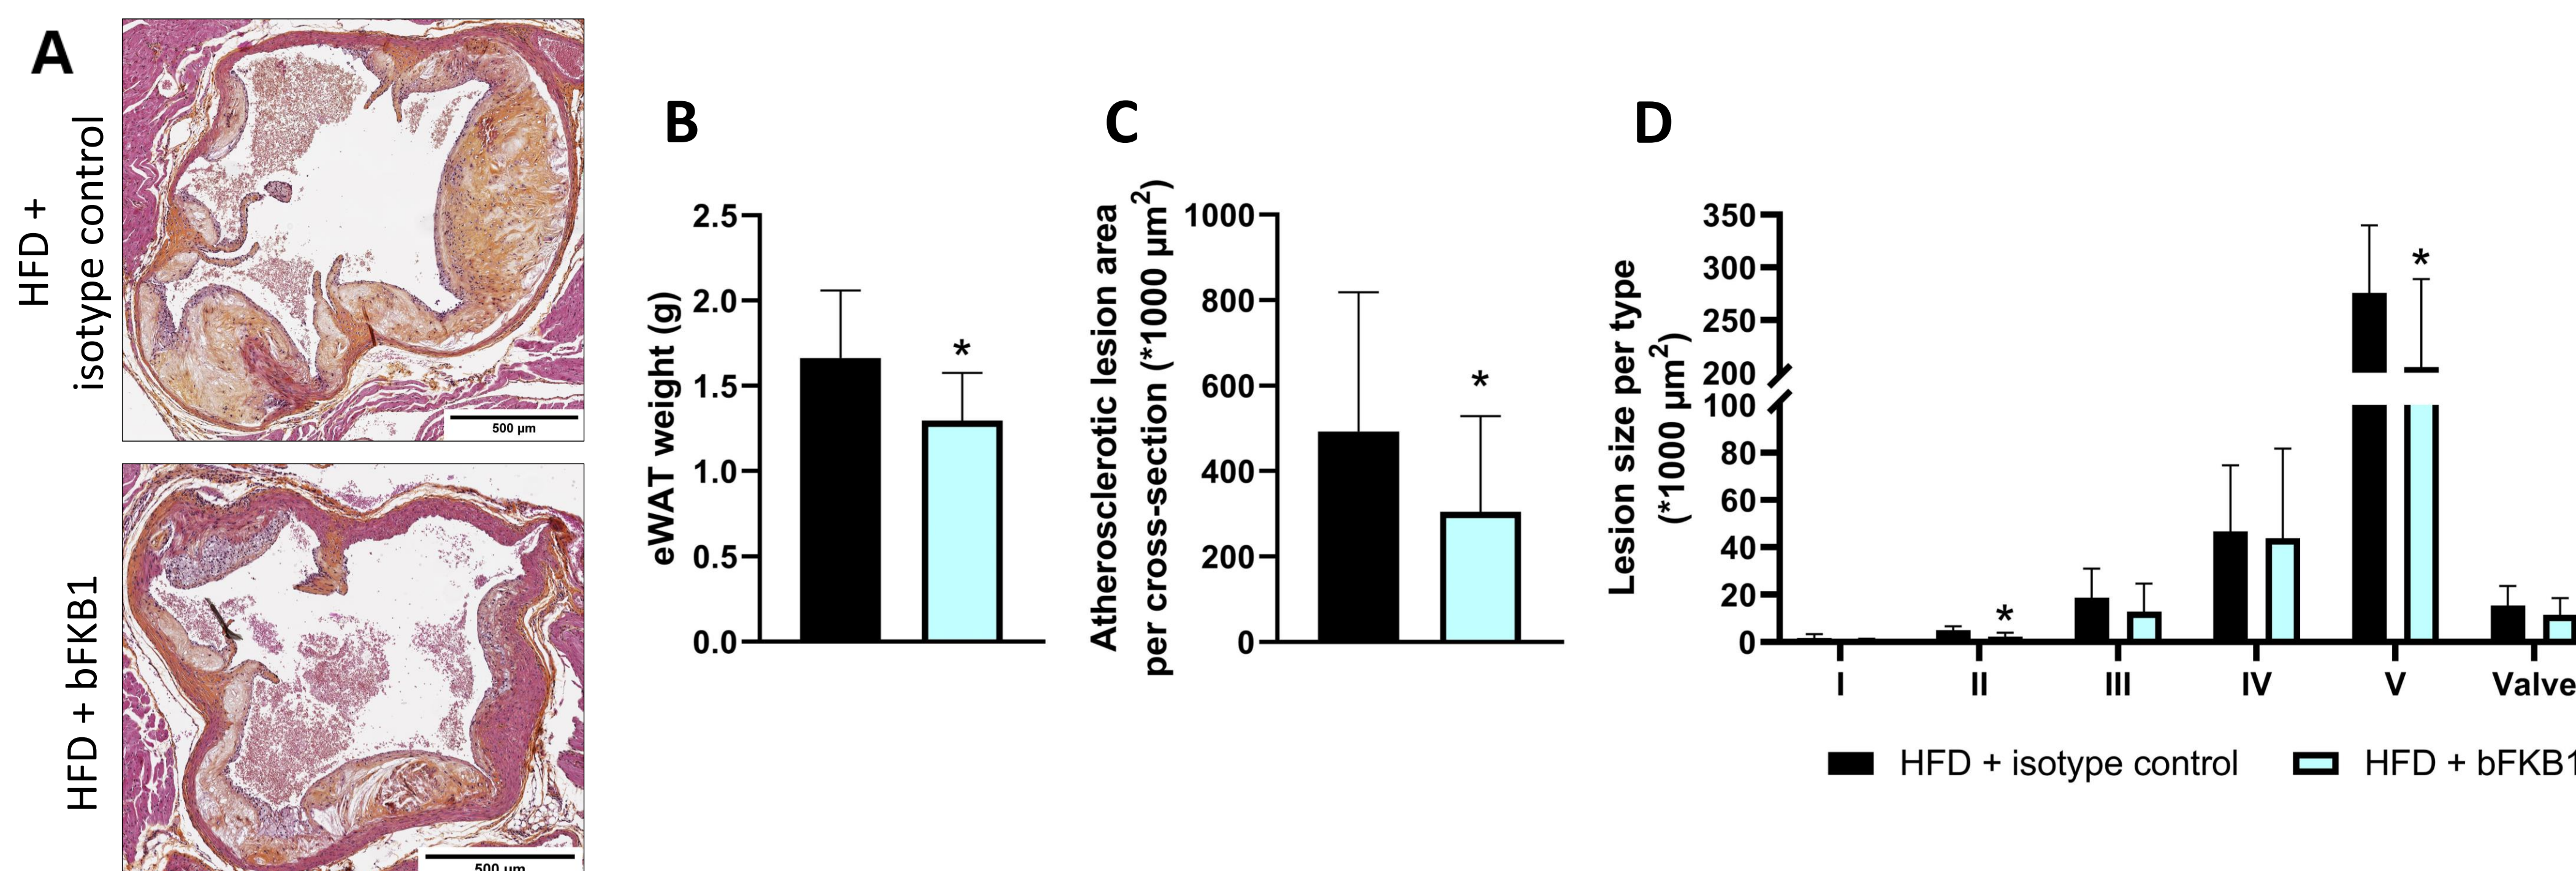 A
HFD +
isotype control
500 µm
HFD + bFKB1
500 µm
B
eWAT weight (g)
2.5
2.0
1.5
1.0
0.5
0.0
*
C
Atherosclerotic lesion area
per cross-section (*1000 µm²)
1000
800
600
400
200
0
*
D
Lesion size per type
(*1000 µm²)
350
300
250
200
100
80
60
40
20
0
*
*
I II III IV V Valve
HFD + isotype control HFD + bFKB1